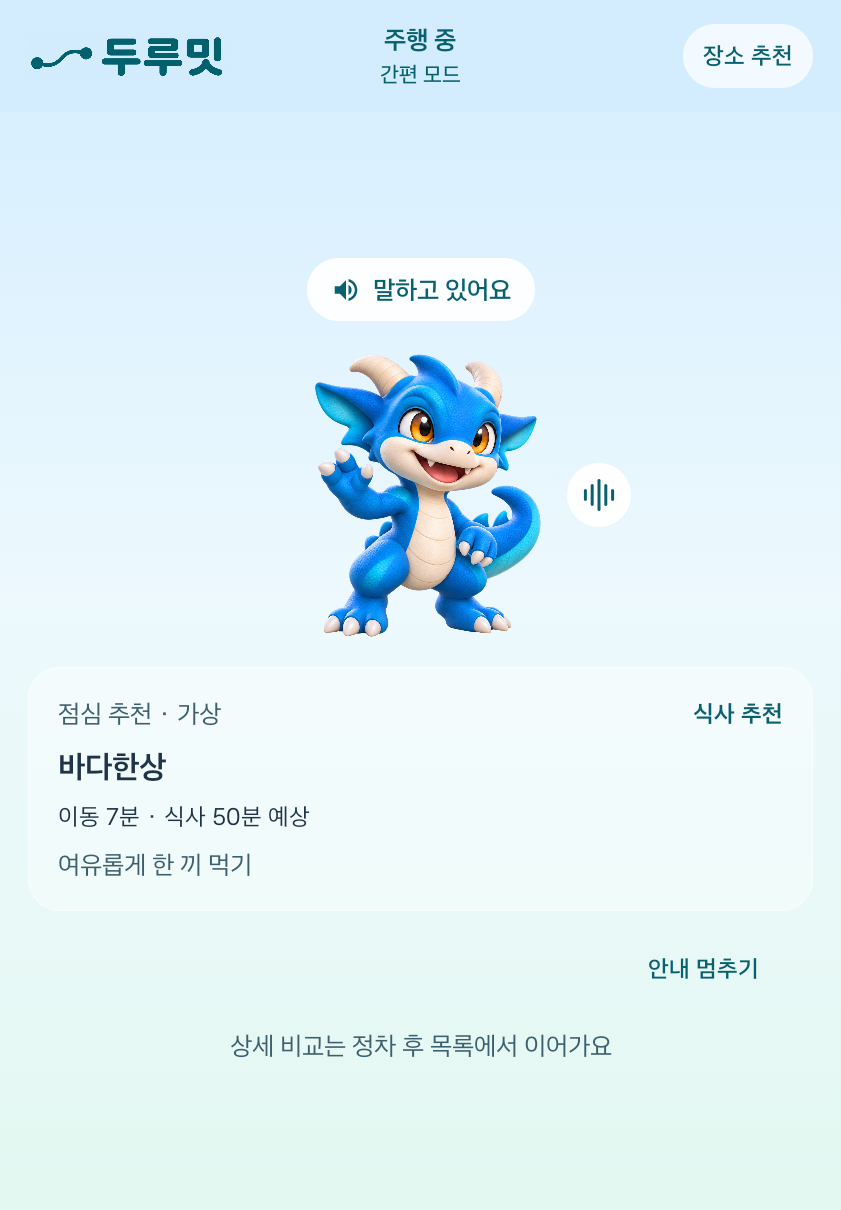 두루밋
주행 중
간편 모드
장소 추천
말하고 있어요
점심 추천 · 가상
식사 추천
바다한상
이동 7분 · 식사 50분 예상
여유롭게 한 끼 먹기
안내 멈추기
상세 비교는 정차 후 목록에서 이어가요